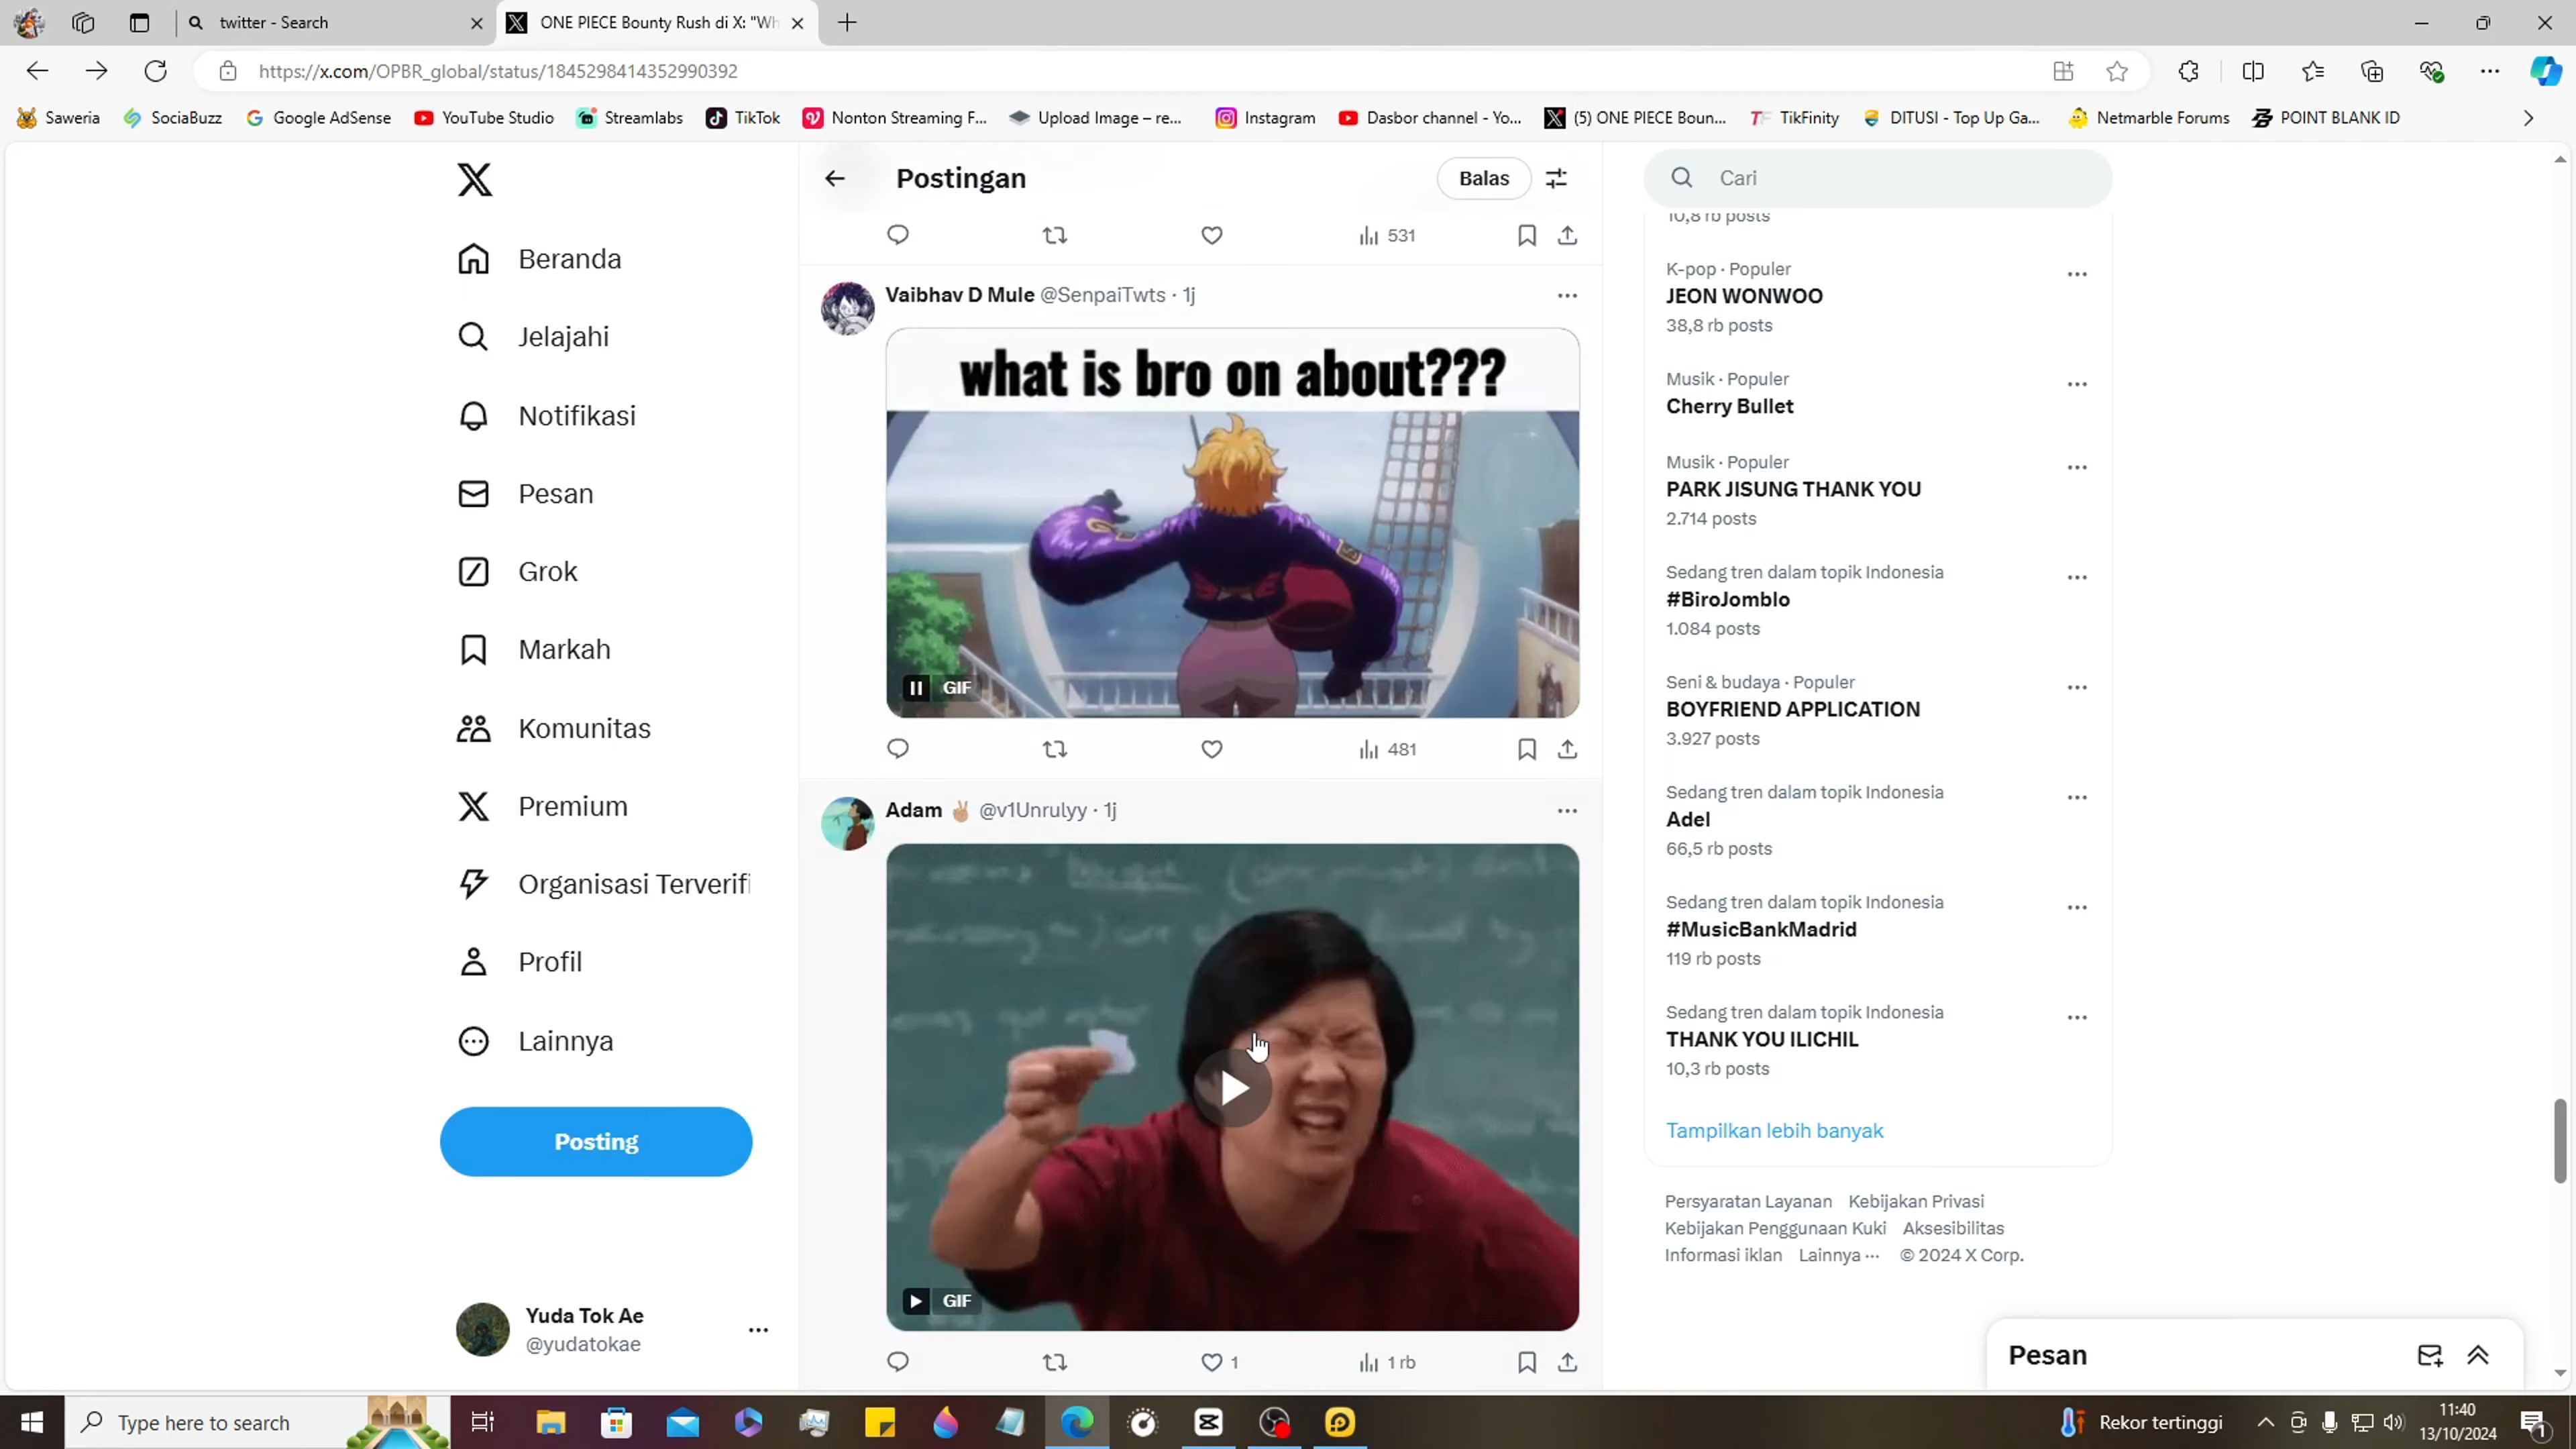 twitter - Search
ONE PIECE Bounty Rush di X: "Wh
https://x.com/OPBR_global/status/1845298414352990392
Saweria
SociaBuzz
Google AdSense
YouTube Studio
Streamlabs
TikTok
Nonton Streaming F...
Upload Image – re...
Instagram
Dasbor channel - Yo...
(5) ONE PIECE Boun...
TikFinity
DITUSI - Top Up Ga...
Netmarble Forums
POINT BLANK ID
Beranda
Jelajahi
Notifikasi
Pesan
Grok
Markah
Komunitas
Premium
Organisasi Terverifi
Profil
Lainnya
Posting
Yuda Tok Ae
@yudatokae
Postingan
Balas
531
Vaibhav D Mule @SenpaiTwts · 1j
what is bro on about???
GIF
481
Adam @v1Unrulyy · 1j
GIF
1
1 rb
Cari
10,8 rb posts
K-pop · Populer
JEON WONWOO
38,8 rb posts
Musik · Populer
Cherry Bullet
Musik · Populer
PARK JISUNG THANK YOU
2.714 posts
Sedang tren dalam topik Indonesia
#BiroJomblo
1.084 posts
Seni & budaya · Populer
BOYFRIEND APPLICATION
3.927 posts
Sedang tren dalam topik Indonesia
Adel
66,5 rb posts
Sedang tren dalam topik Indonesia
#MusicBankMadrid
119 rb posts
Sedang tren dalam topik Indonesia
THANK YOU ILICHIL
10,3 rb posts
Tampilkan lebih banyak
Persyaratan Layanan Kebijakan Privasi
Kebijakan Penggunaan Kuki Aksesibilitas
Informasi iklan Lainnya ··· © 2024 X Corp.
Pesan
Type here to search
Rekor tertinggi
11:40
13/10/2024
1